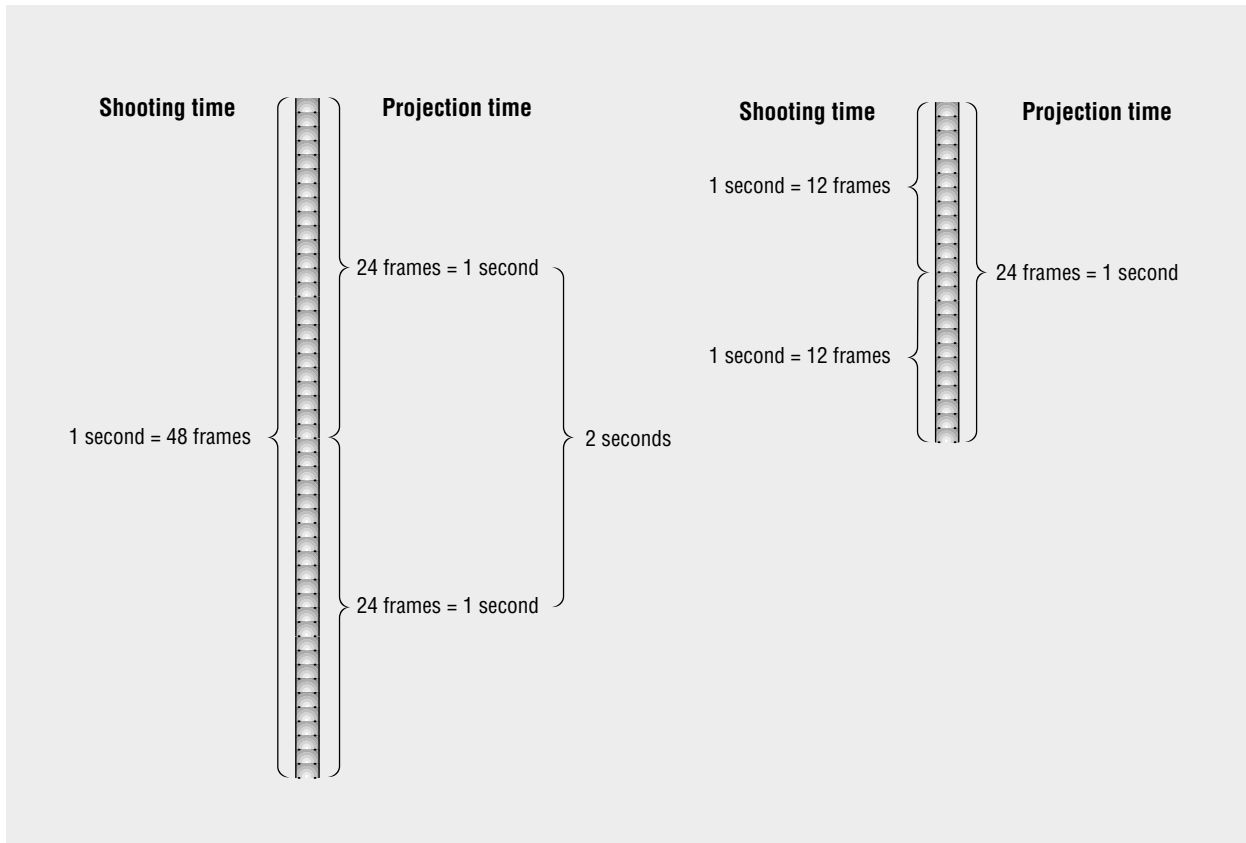 Shooting time
Projection time
24 frames = 1 second
1 second = 48 frames
2 seconds
24 frames = 1 second
Shooting time
Projection time
1 second = 12 frames
24 frames = 1 second
1 second = 12 frames